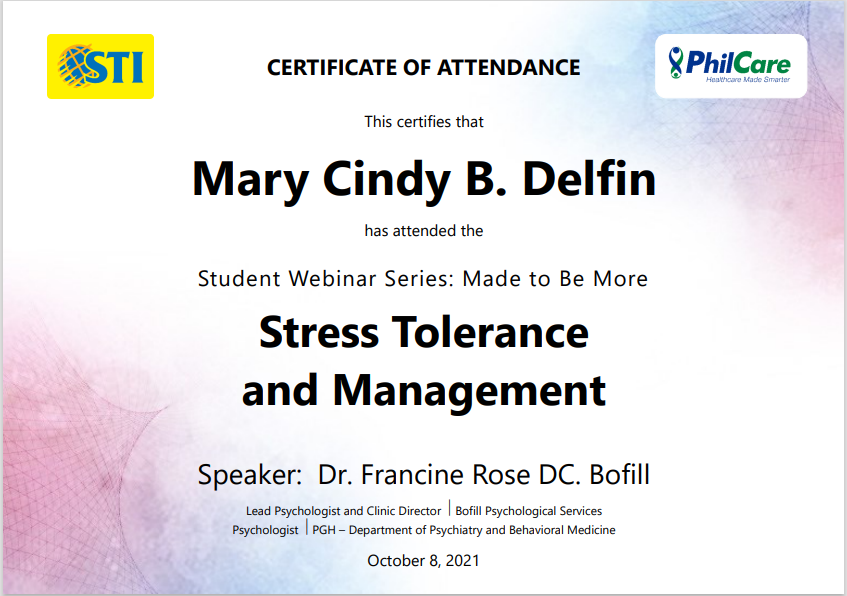 STI
CERTIFICATE OF ATTENDANCE
PhilCare
Healthcare Made Smarter
This certifies that
Mary Cindy B. Delfin
has attended the
Student Webinar Series: Made to Be More
Stress Tolerance
and Management
Speaker:  Dr. Francine Rose DC. Bofill
Lead Psychologist and Clinic Director | Bofill Psychological Services
Psychologist | PGH – Department of Psychiatry and Behavioral Medicine
October 8, 2021